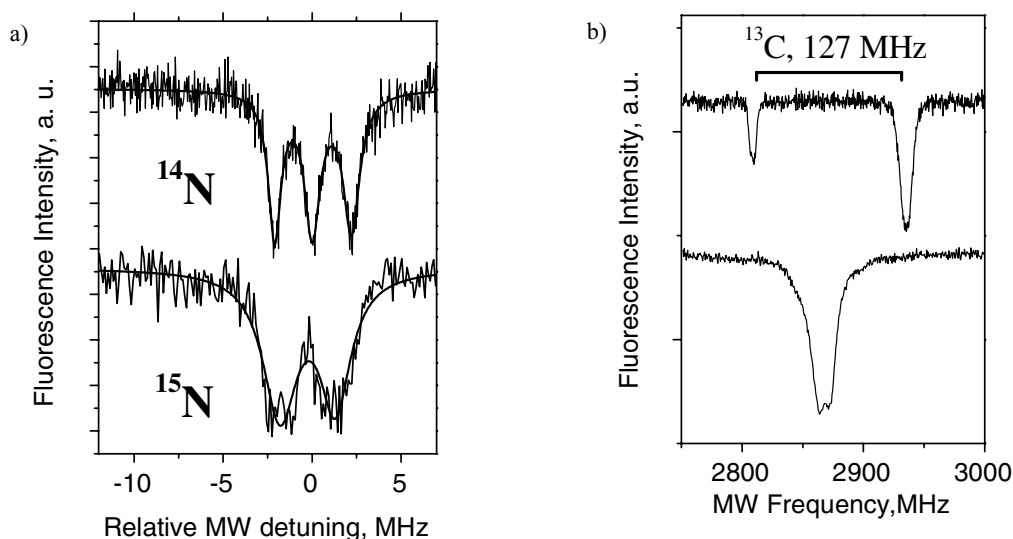 a)
Fluorescence Intensity, a. u.
¹⁴N
¹⁵N
-10 -5 0 5
Relative MW detuning, MHz
b)
Fluorescence Intensity, a.u.
¹³C, 127 MHz
2800 2900 3000
MW Frequency,MHz